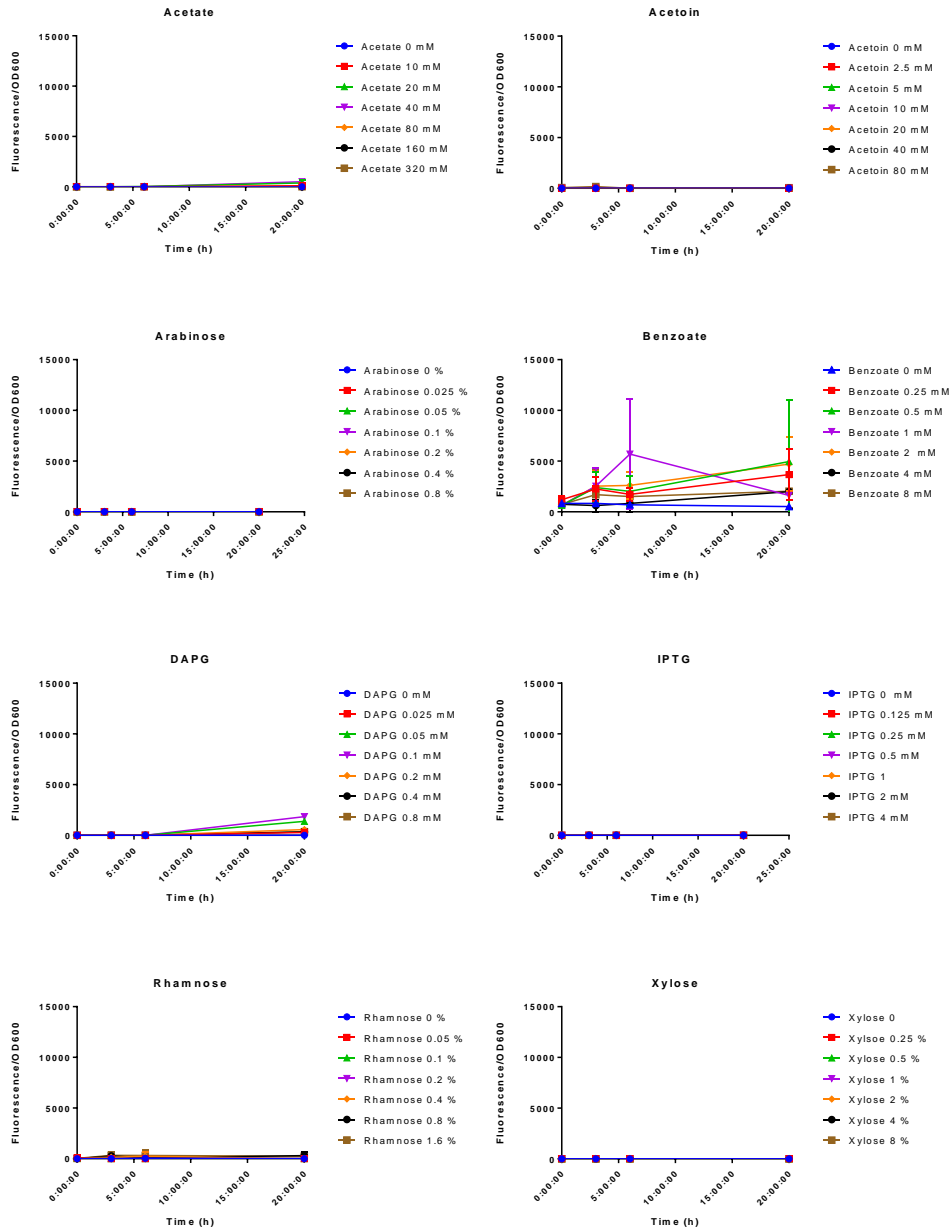 Acetate
15000
10000
5000
0
Fluorescence/OD600
0:00:00
5:00:00
10:00:00
15:00:00
20:00:00
Time (h)
Acetate 0 mM
Acetate 10 mM
Acetate 20 mM
Acetate 40 mM
Acetate 80 mM
Acetate 160 mM
Acetate 320 mM
Acetoin
15000
10000
5000
0
Fluorescence/OD600
0:00:00
5:00:00
10:00:00
15:00:00
20:00:00
Time (h)
Acetoin 0 mM
Acetoin 2.5 mM
Acetoin 5 mM
Acetoin 10 mM
Acetoin 20 mM
Acetoin 40 mM
Acetoin 80 mM
Arabinose
15000
10000
5000
0
Fluorescence/OD600
0:00:00
5:00:00
10:00:00
15:00:00
20:00:00
25:00:00
Time (h)
Arabinose 0 %
Arabinose 0.025 %
Arabinose 0.05 %
Arabinose 0.1 %
Arabinose 0.2 %
Arabinose 0.4 %
Arabinose 0.8 %
Benzoate
15000
10000
5000
0
Fluorescence/OD600
0:00:00
5:00:00
10:00:00
15:00:00
20:00:00
Time (h)
Benzoate 0 mM
Benzoate 0.25 mM
Benzoate 0.5 mM
Benzoate 1 mM
Benzoate 2 mM
Benzoate 4 mM
Benzoate 8 mM
DAPG
15000
10000
5000
0
Fluorescence/OD600
0:00:00
5:00:00
10:00:00
15:00:00
20:00:00
Time (h)
DAPG 0 mM
DAPG 0.025 mM
DAPG 0.05 mM
DAPG 0.1 mM
DAPG 0.2 mM
DAPG 0.4 mM
DAPG 0.8 mM
IPTG
15000
10000
5000
0
Fluorescence/OD600
0:00:00
5:00:00
10:00:00
15:00:00
20:00:00
25:00:00
Time (h)
IPTG 0 mM
IPTG 0.125 mM
IPTG 0.25 mM
IPTG 0.5 mM
IPTG 1
IPTG 2 mM
IPTG 4 mM
Rhamnose
15000
10000
5000
0
Fluorescence/OD600
0:00:00
5:00:00
10:00:00
15:00:00
20:00:00
Time (h)
Rhamnose 0 %
Rhamnose 0.05 %
Rhamnose 0.1 %
Rhamnose 0.2 %
Rhamnose 0.4 %
Rhamnose 0.8 %
Rhamnose 1.6 %
Xylose
15000
10000
5000
0
Fluorescence/OD600
0:00:00
5:00:00
10:00:00
15:00:00
20:00:00
Time (h)
Xylose 0
Xylsoe 0.25 %
Xylose 0.5 %
Xylose 1 %
Xylose 2 %
Xylose 4 %
Xylose 8 %